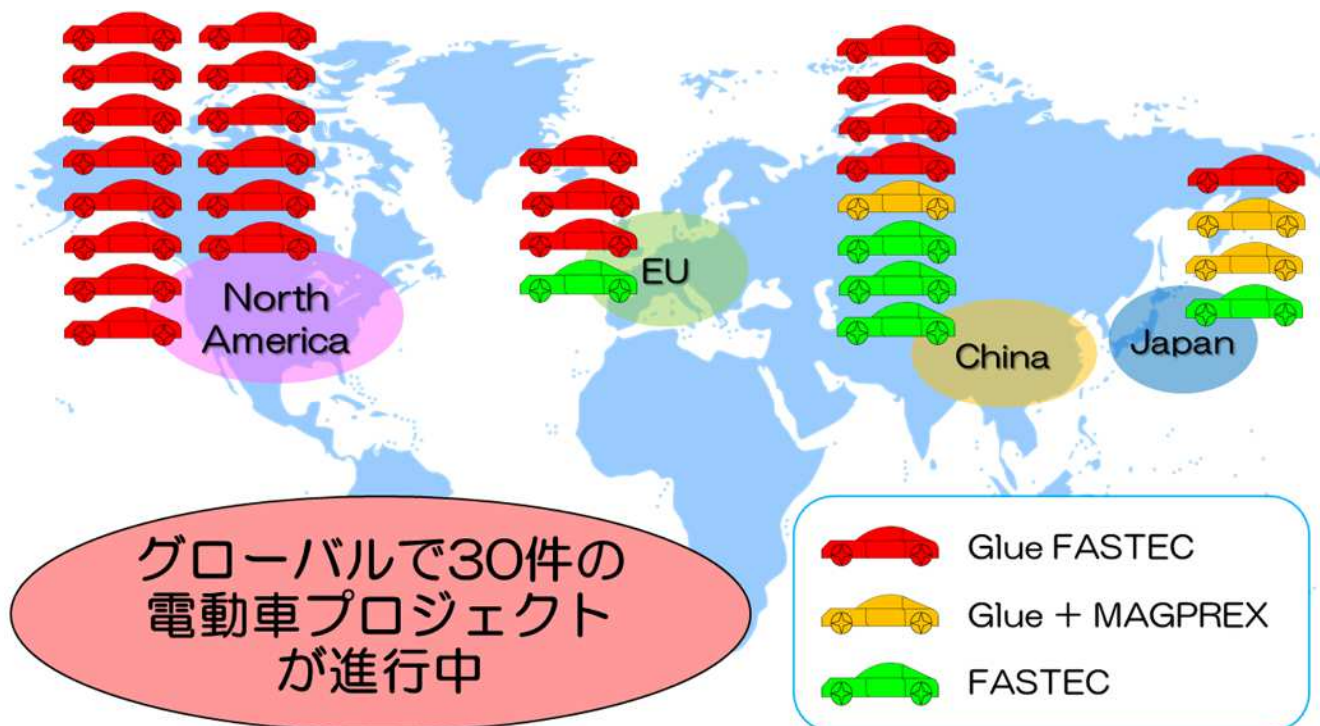 North
America
EU
China
Japan
グローバルで30件の
電動車プロジェクト
が進行中
Glue FASTEC
Glue + MAGPREX
FASTEC